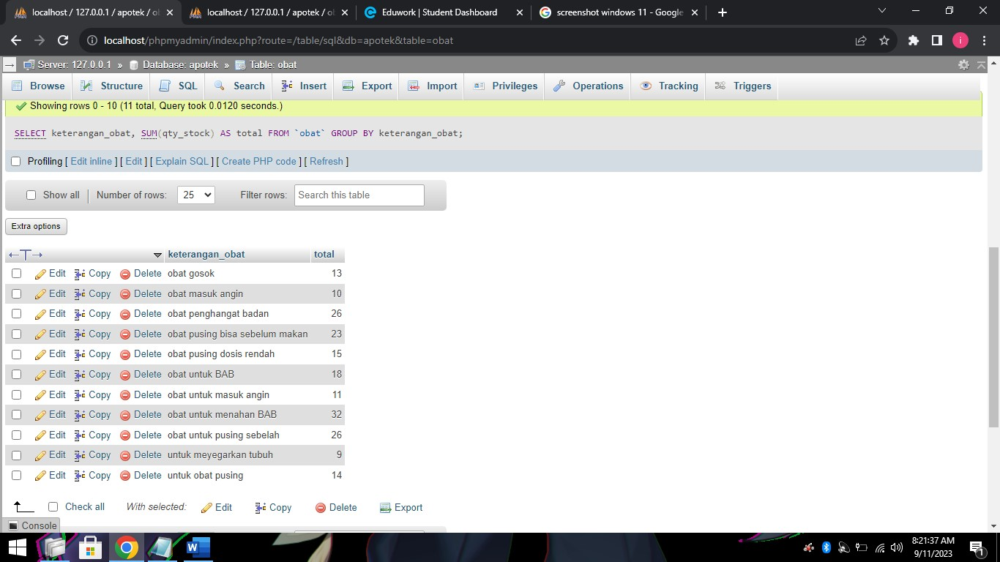 localhost / 127.0.0.1 / apotek / o
localhost / 127.0.0.1 / apotek / o
Eduwork | Student Dashboard
screenshot windows 11 - Google
localhost/phpmyadmin/index.php?route=/table/sql&db=apotek&table=obat
i
Server: 127.0.0.1 » Database: apotek » Table: obat
Browse Structure SQL Search Insert Export Import Privileges Operations Tracking Triggers
Showing rows 0 - 10 (11 total, Query took 0.0120 seconds.)
SELECT keterangan_obat, SUM(qty_stock) AS total FROM `obat` GROUP BY keterangan_obat;
Profiling [ Edit inline ] [ Edit ] [ Explain SQL ] [ Create PHP code ] [ Refresh ]
Show all | Number of rows: 25 Filter rows: Search this table
Extra options
keterangan_obat total
Edit Copy Delete obat gosok 13
Edit Copy Delete obat masuk angin 10
Edit Copy Delete obat penghangat badan 26
Edit Copy Delete obat pusing bisa sebelum makan 23
Edit Copy Delete obat pusing dosis rendah 15
Edit Copy Delete obat untuk BAB 18
Edit Copy Delete obat untuk masuk angin 11
Edit Copy Delete obat untuk menahan BAB 32
Edit Copy Delete obat untuk pusing sebelah 26
Edit Copy Delete untuk meyegarkan tubuh 9
Edit Copy Delete untuk obat pusing 14
Check all With selected: Edit Copy Delete Export
Console
8:21:37 AM
9/11/2023
1